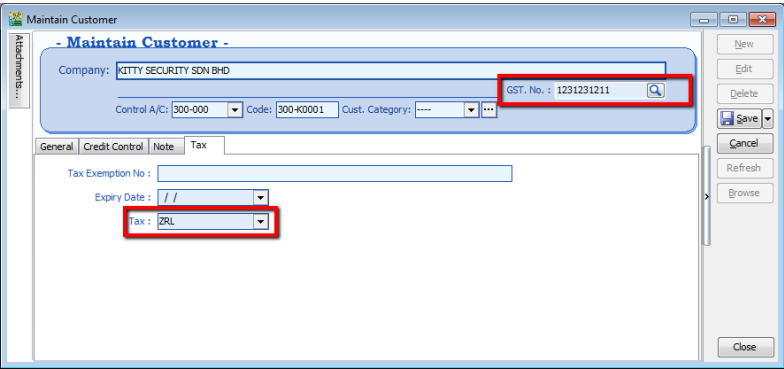 Maintain Customer
Attachments...
- Maintain Customer -
Company: KITTY SECURITY SDN BHD
GST. No. : 1231231211
Control A/C: 300-000 Code: 300-K0001 Cust. Category: ----
General Credit Control Note Tax
Tax Exemption No :
Expiry Date : / /
Tax : ZRL
New
Edit
Delete
Save
Cancel
Refresh
Browse
Close